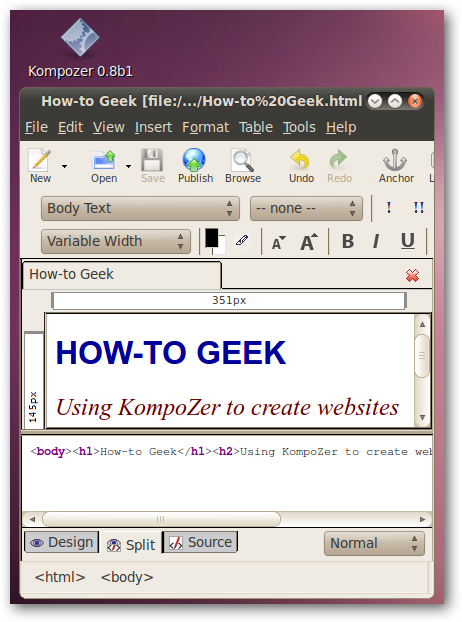 Kompozer 0.8b1
How-to Geek [file:/.../How-to%20Geek.html
File Edit View Insert Format Table Tools Help
New Open Save Publish Browse Undo Redo Anchor
Body Text -- none -- ! !!
Variable Width A A B I U
How-to Geek
351px
HOW-TO GEEK
145px
Using KompoZer to create websites
<body><h1>How-to Geek</h1><h2>Using KompoZer to create web
Design Split Source Normal
<html> <body>